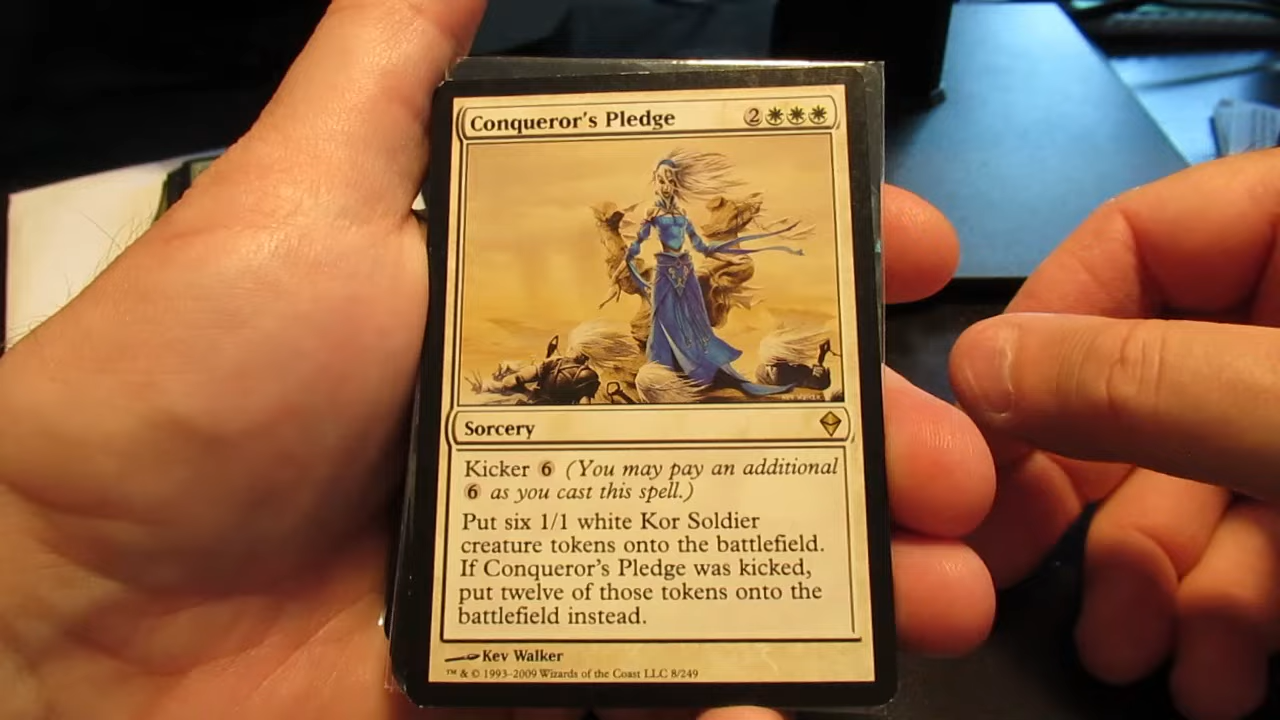 Conqueror's Pledge 2
Sorcery
Kicker 6 (You may pay an additional
6 as you cast this spell.)
Put six 1/1 white Kor Soldier
creature tokens onto the battlefield.
If Conqueror's Pledge was kicked,
put twelve of those tokens onto the
battlefield instead.
Kev Walker
™ & © 1993–2009 Wizards of the Coast LLC 8/249